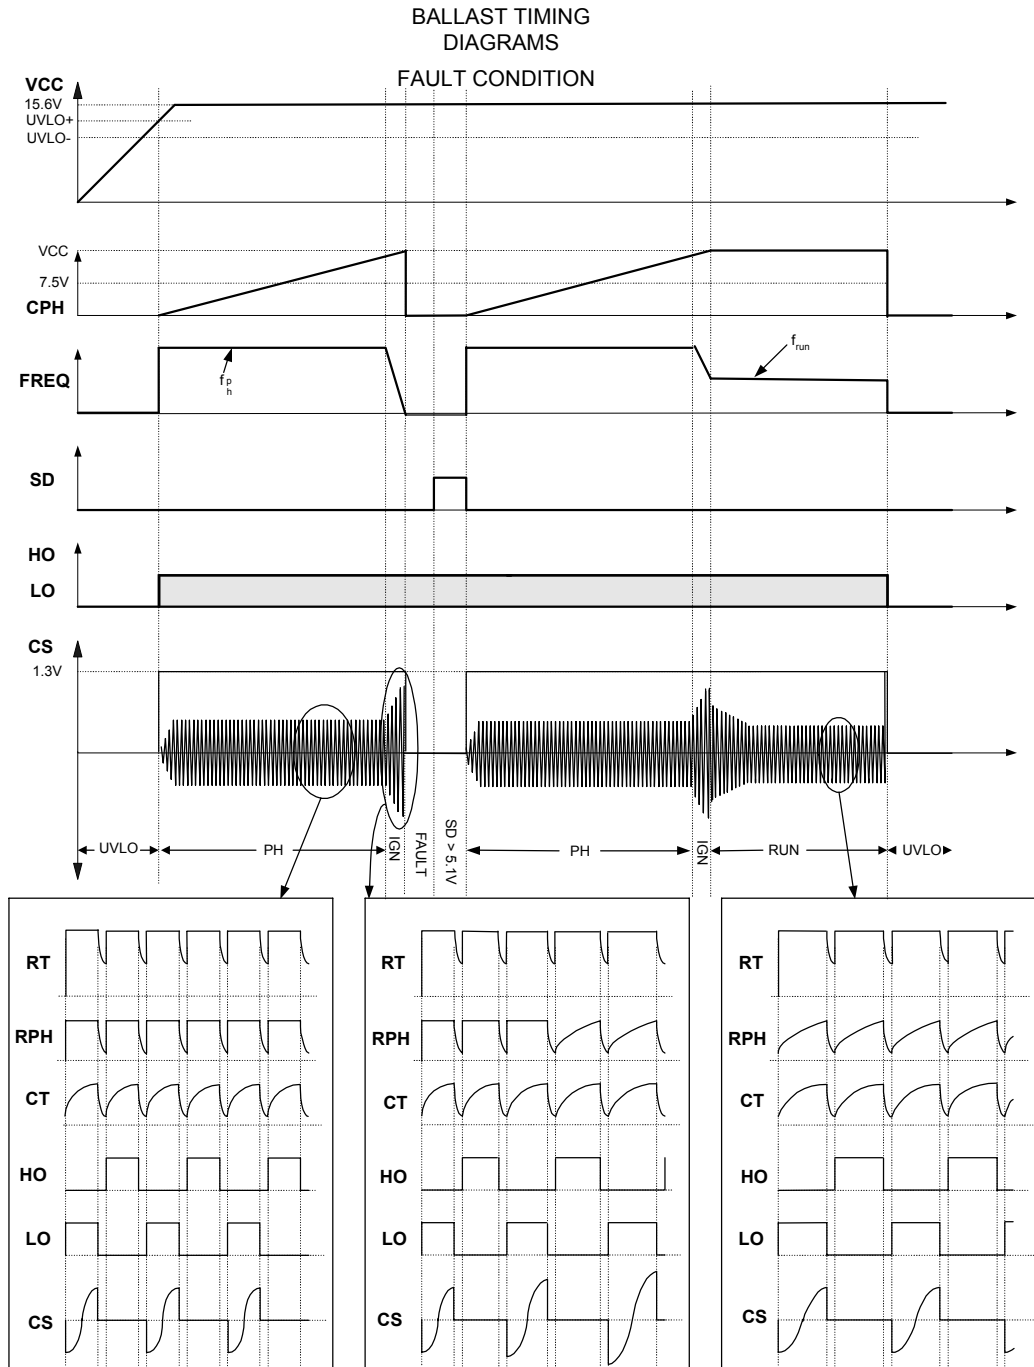 BALLAST TIMING
DIAGRAMS
FAULT CONDITION
VCC
15.6V
UVLO+
UVLO-
VCC
7.5V
CPH
FREQ
f ph
f run
SD
HO
LO
CS
1.3V
UVLO
PH
IGN
FAULT
SD > 5.1V
PH
IGN
RUN
UVLO
RT
RPH
CT
HO
LO
CS
RT
RPH
CT
HO
LO
CS
RT
RPH
CT
HO
LO
CS